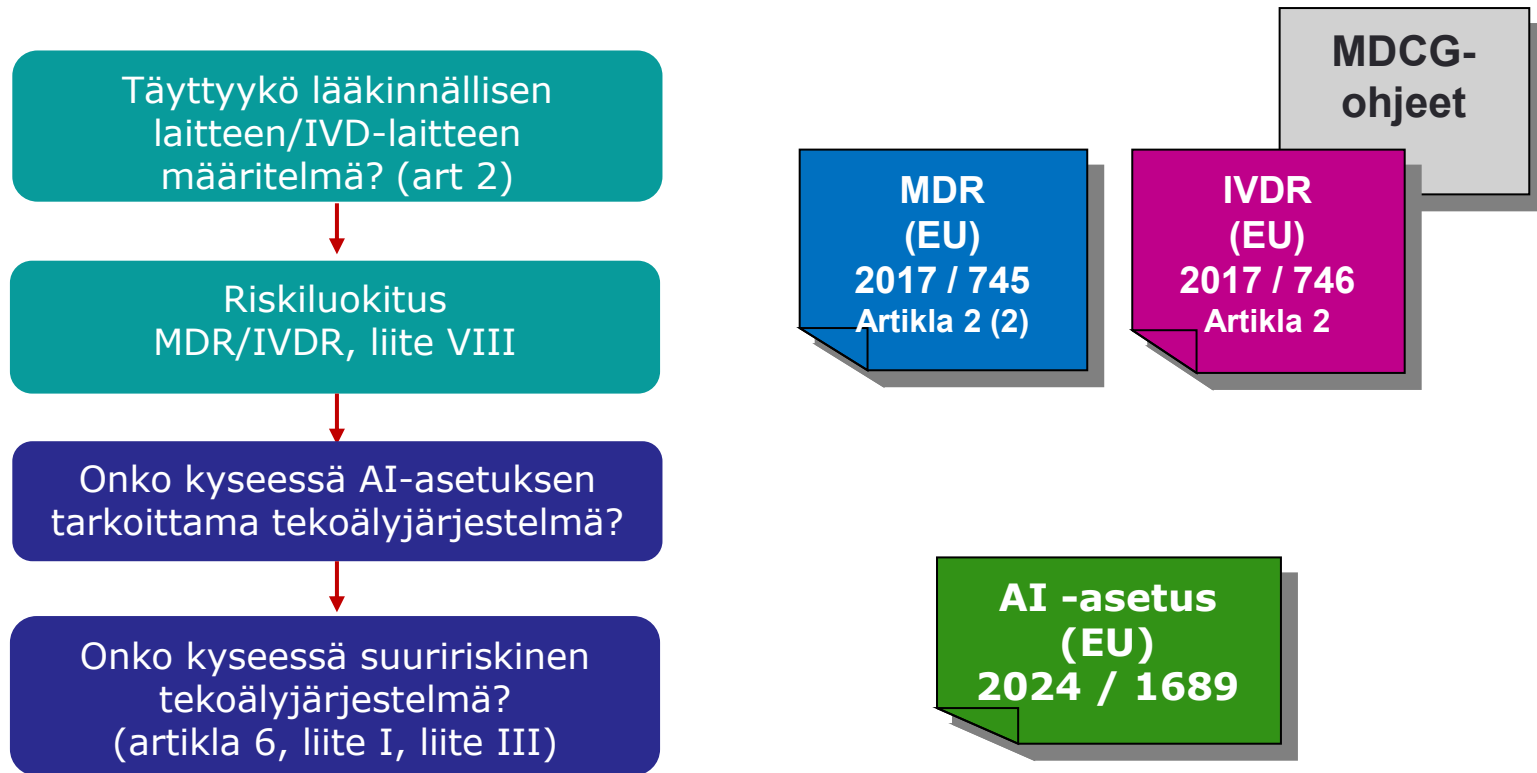 Täyttyykö lääkinnällisen
laitteen/IVD-laitteen
määritelmä? (art 2)
Riskiluokitus
MDR/IVDR, liite VIII
Onko kyseessä AI-asetuksen
tarkoittama tekoälyjärjestelmä?
Onko kyseessä suuririskinen
tekoälyjärjestelmä?
(artikla 6, liite I, liite III)
MDCG-
ohjeet
MDR
(EU)
2017 / 745
Artikla 2 (2)
IVDR
(EU)
2017 / 746
Artikla 2
AI -asetus
(EU)
2024 / 1689